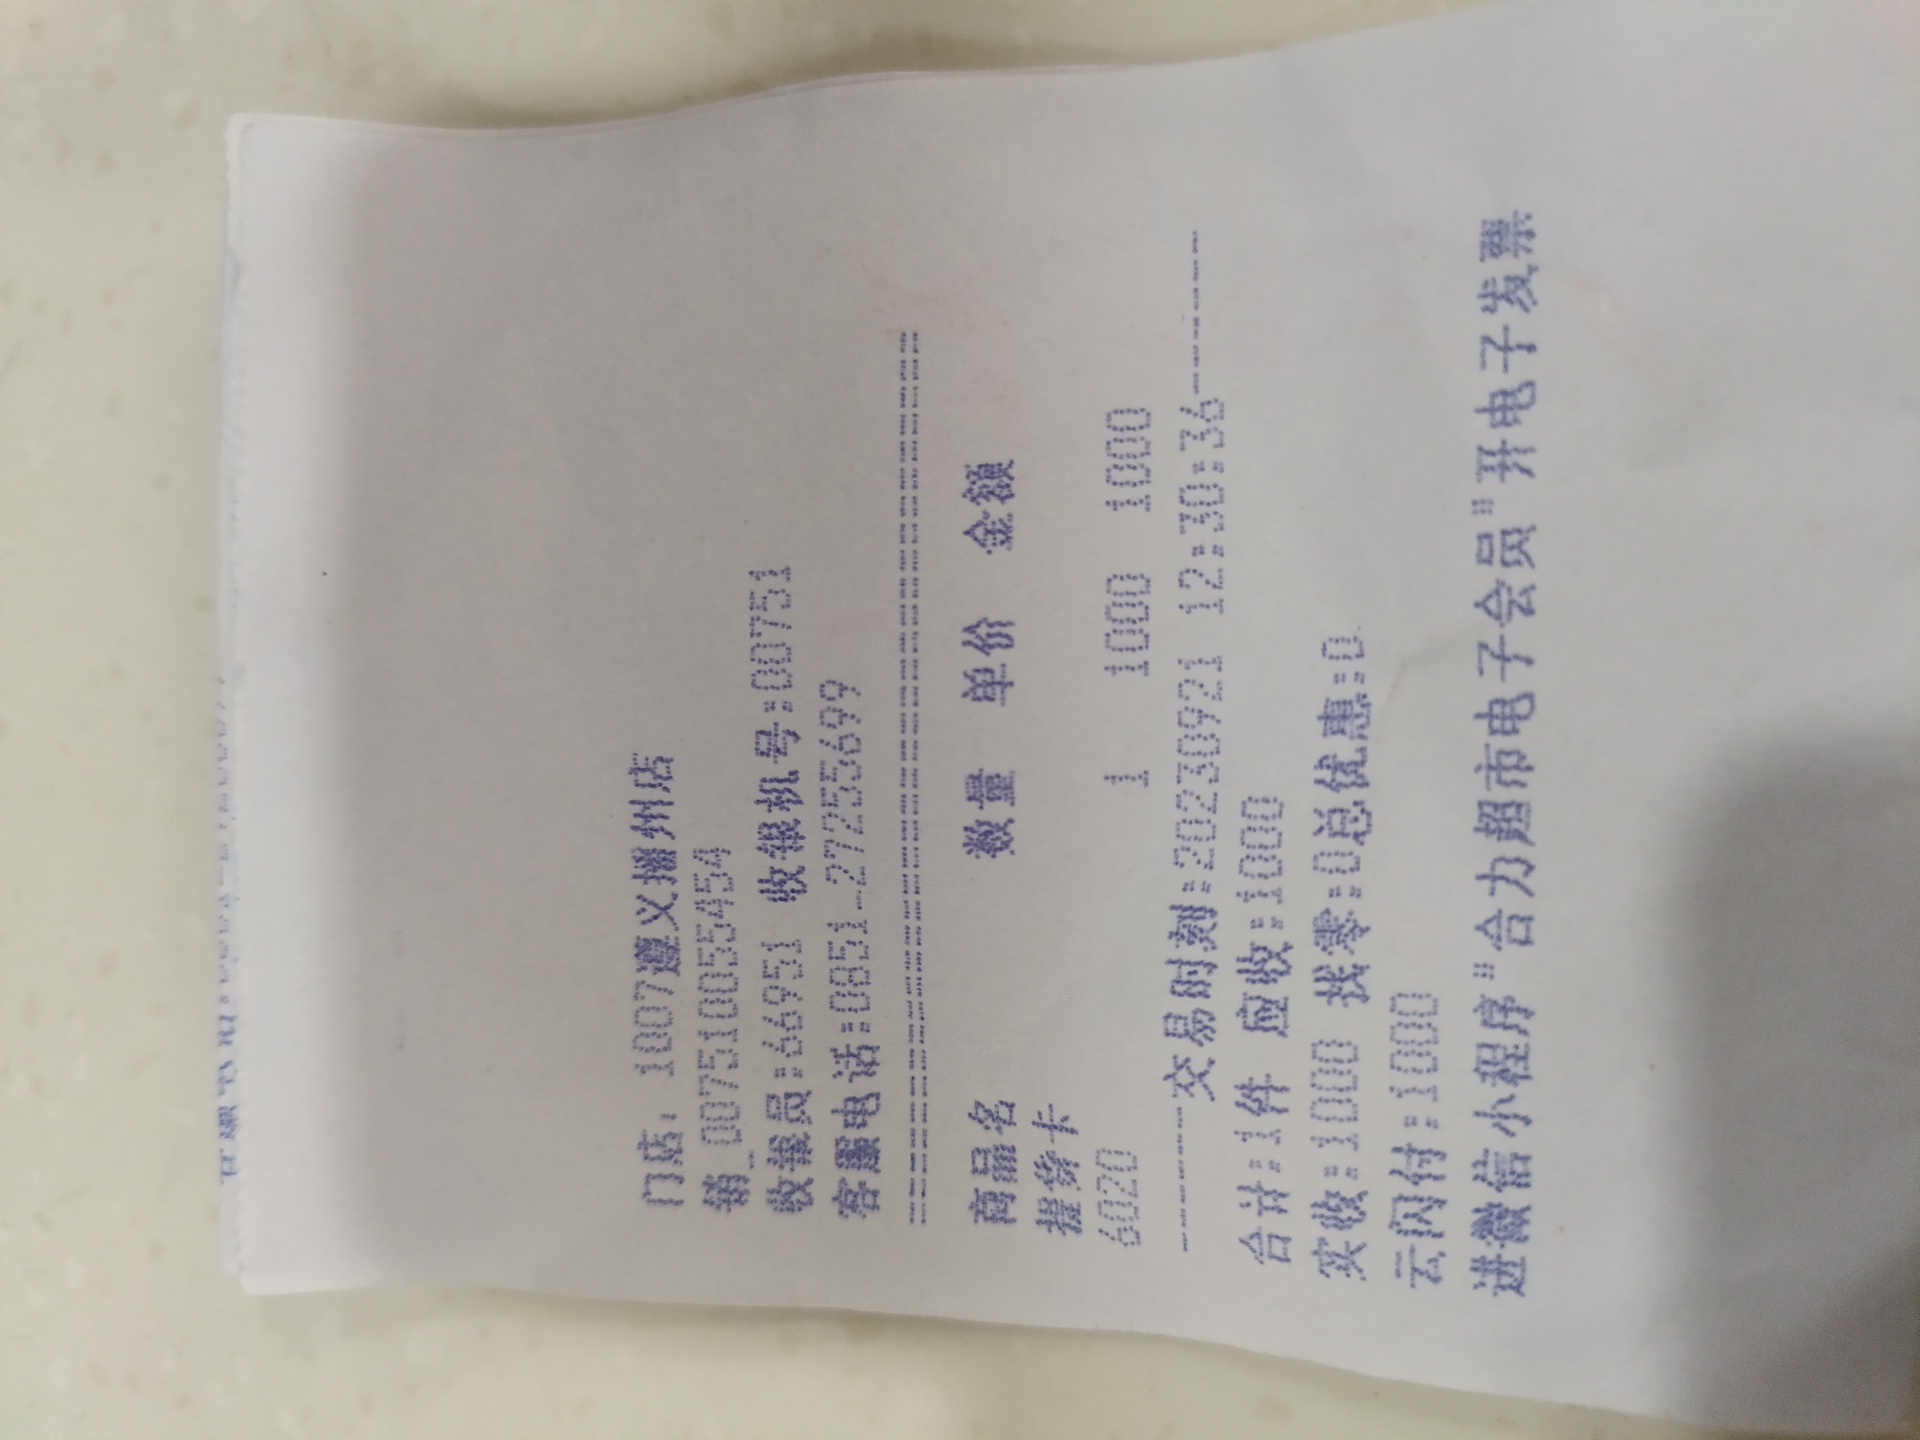 门店: 1007遵义播州店
销_007510055454
收银员:66951 收银机号:00751
客服电话:0851-27255699
================================
商品名 数量 单价 金额
提货卡
6020 1 1000 1000
--------交易时刻:20230921 12:30:36--------
合计:1件 应收:1000
实收:1000 找零:0总优惠:0
云闪付:1000
进微信小程序"合力超市电子会员"开电子发票